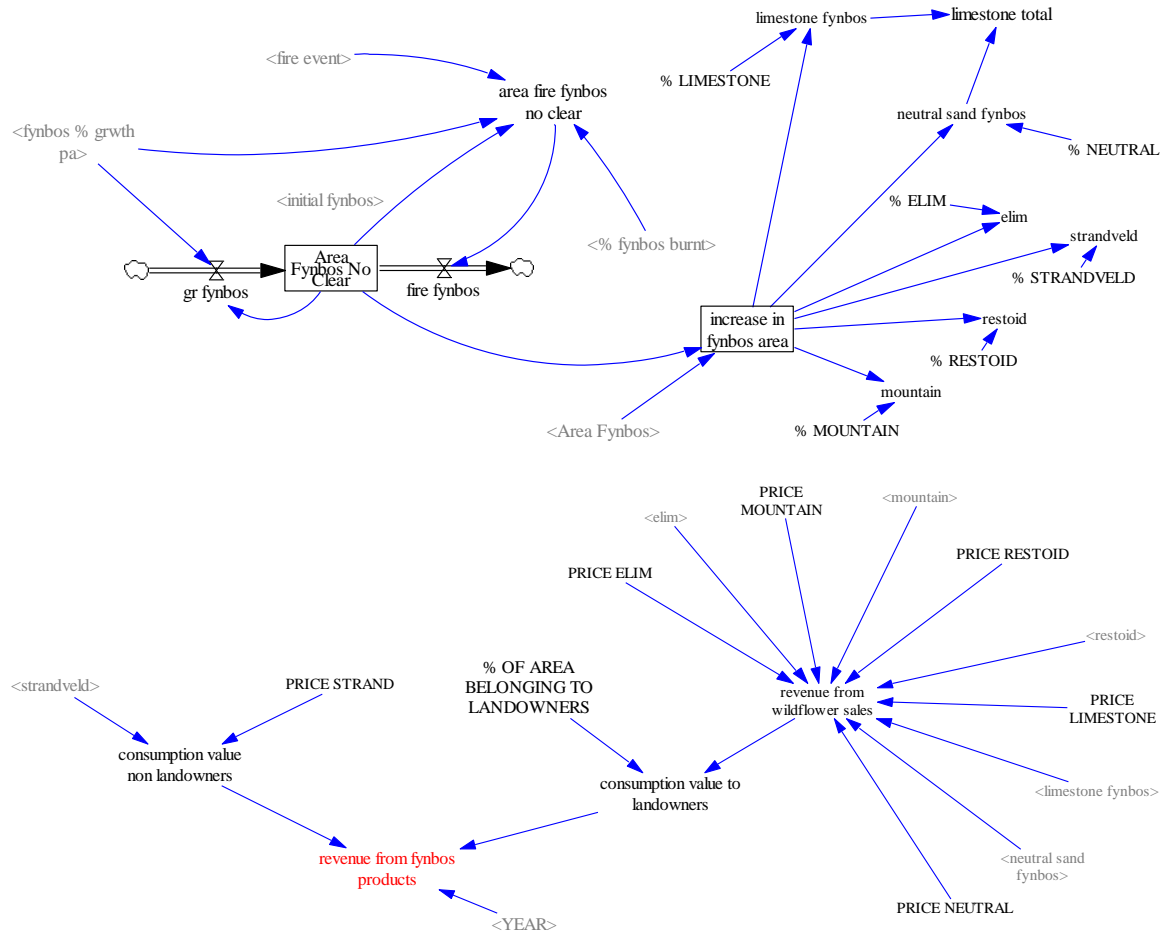 limestone fynbos
limestone total
<fire event>
% LIMESTONE
area fire fynbos
no clear
neutral sand fynbos
<fynbos % grwth
pa>
% NEUTRAL
<initial fynbos>
% ELIM
elim
strandveld
<% fynbos burnt>
Area
Fynbos No
Clear
% STRANDVELD
gr fynbos
fire fynbos
increase in
fynbos area
restoid
% RESTOID
mountain
<Area Fynbos>
% MOUNTAIN
PRICE
MOUNTAIN
<mountain>
<elim>
PRICE RESTOID
PRICE ELIM
<restoid>
% OF AREA
BELONGING TO
LANDOWNERS
<strandveld>
PRICE STRAND
revenue from
wildflower sales
PRICE
LIMESTONE
consumption value
non landowners
consumption value to
landowners
<limestone fynbos>
revenue from fynbos
products
<neutral sand
fynbos>
PRICE NEUTRAL
<YEAR>